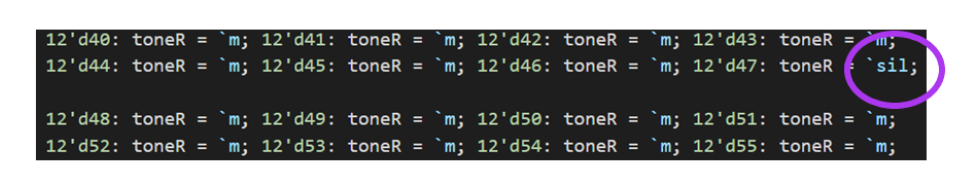 12'd40: toneR = `m; 12'd41: toneR = `m; 12'd42: toneR = `m; 12'd43: toneR = `m;
12'd44: toneR = `m; 12'd45: toneR = `m; 12'd46: toneR = `m; 12'd47: toneR = `sil;
12'd48: toneR = `m; 12'd49: toneR = `m; 12'd50: toneR = `m; 12'd51: toneR = `m;
12'd52: toneR = `m; 12'd53: toneR = `m; 12'd54: toneR = `m; 12'd55: toneR = `m;